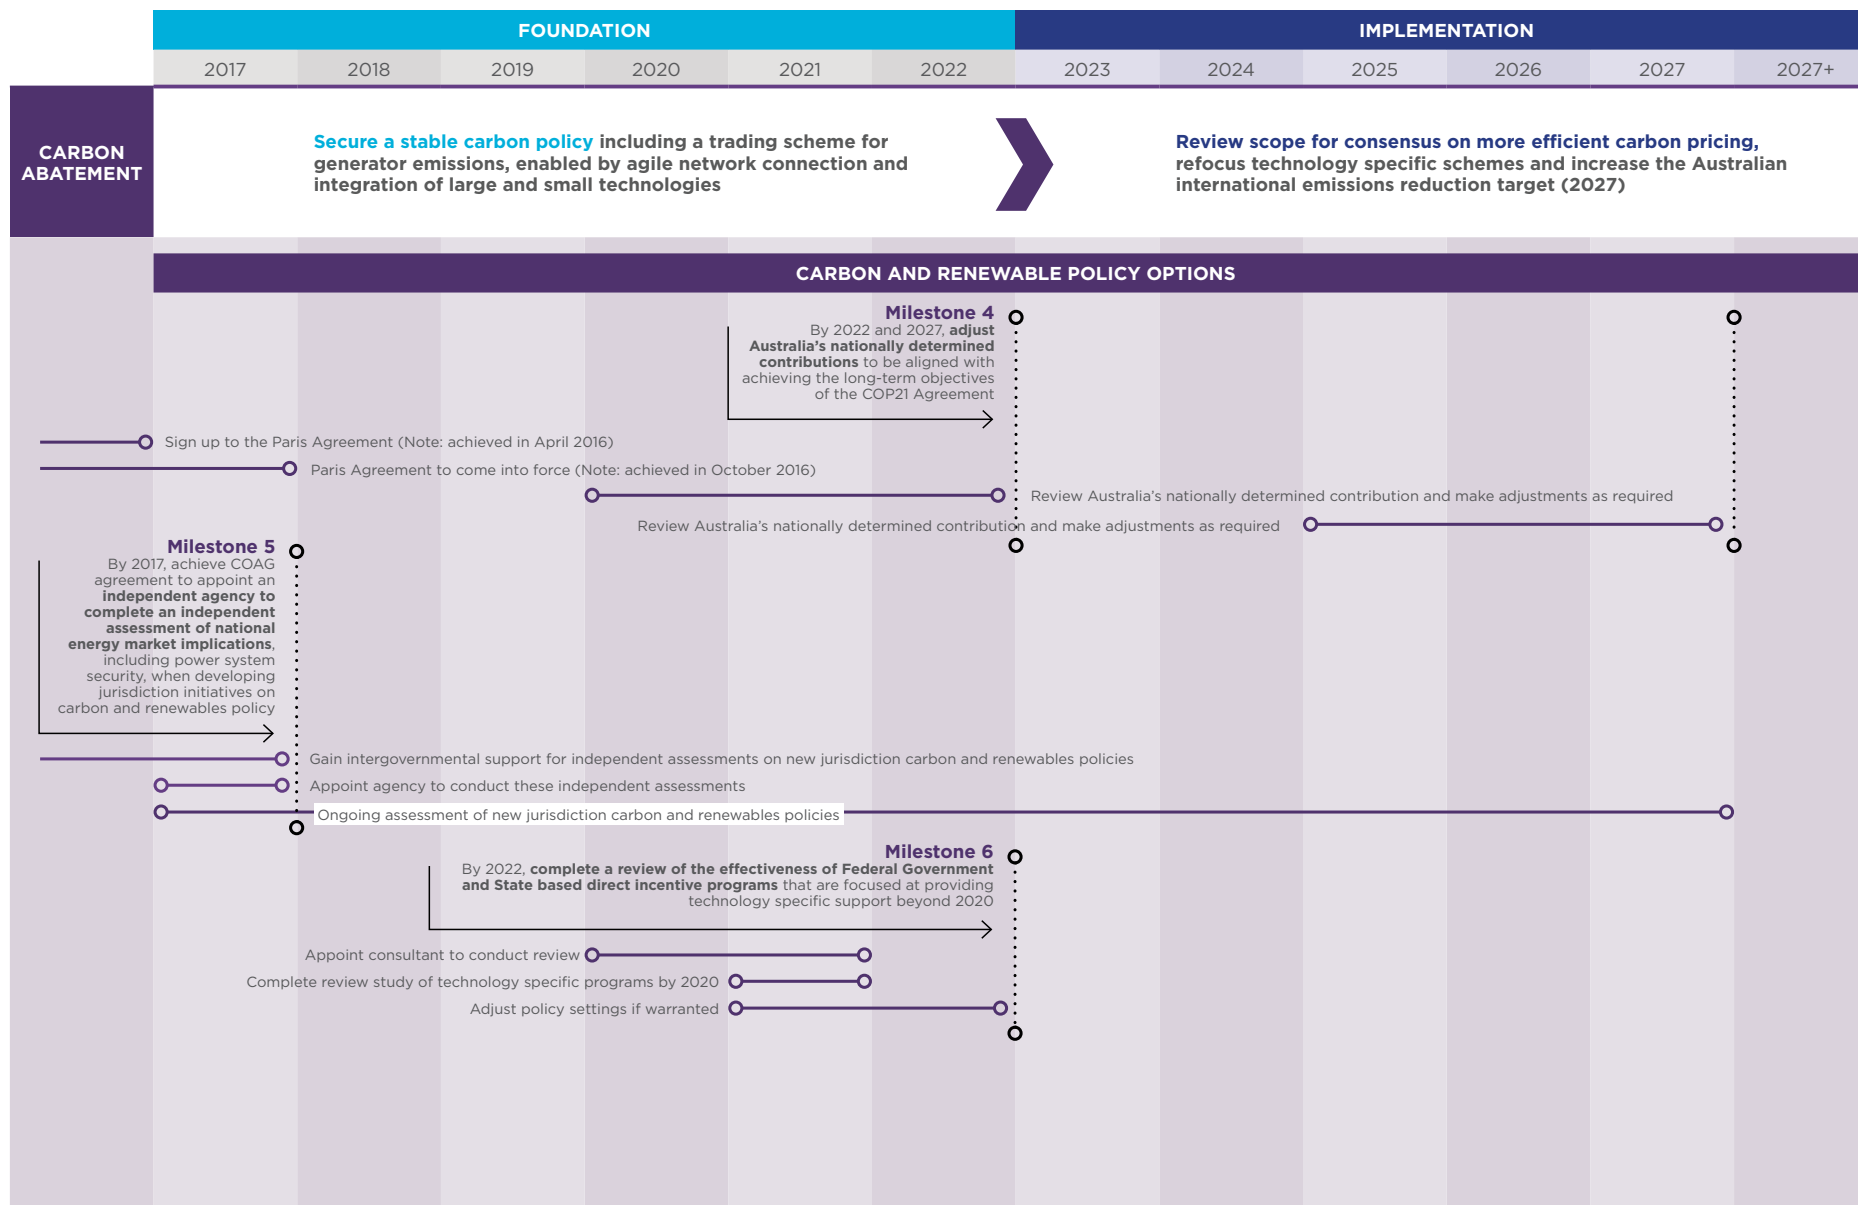 FOUNDATION
IMPLEMENTATION
2017
2018
2019
2020
2021
2022
2023
2024
2025
2026
2027
2027+
CARBON
ABATEMENT
Secure a stable carbon policy including a trading scheme for
generator emissions, enabled by agile network connection and
integration of large and small technologies
Review scope for consensus on more efficient carbon pricing,
refocus technology specific schemes and increase the Australian
international emissions reduction target (2027)
CARBON AND RENEWABLE POLICY OPTIONS
Milestone 4
By 2022 and 2027, adjust
Australia's nationally determined
contributions to be aligned with
achieving the long-term objectives
of the COP21 Agreement
Sign up to the Paris Agreement (Note: achieved in April 2016)
Paris Agreement to come into force (Note: achieved in October 2016)
Review Australia's nationally determined contribution and make adjustments as required
Review Australia's nationally determined contribution and make adjustments as required
Milestone 5
By 2017, achieve COAG
agreement to appoint an
independent agency to
complete an independent
assessment of national
energy market implications,
including power system
security, when developing
jurisdiction initiatives on
carbon and renewables policy
Gain intergovernmental support for independent assessments on new jurisdiction carbon and renewables policies
Appoint agency to conduct these independent assessments
Ongoing assessment of new jurisdiction carbon and renewables policies
Milestone 6
By 2022, complete a review of the effectiveness of Federal Government
and State based direct incentive programs that are focused at providing
technology specific support beyond 2020
Appoint consultant to conduct review
Complete review study of technology specific programs by 2020
Adjust policy settings if warranted